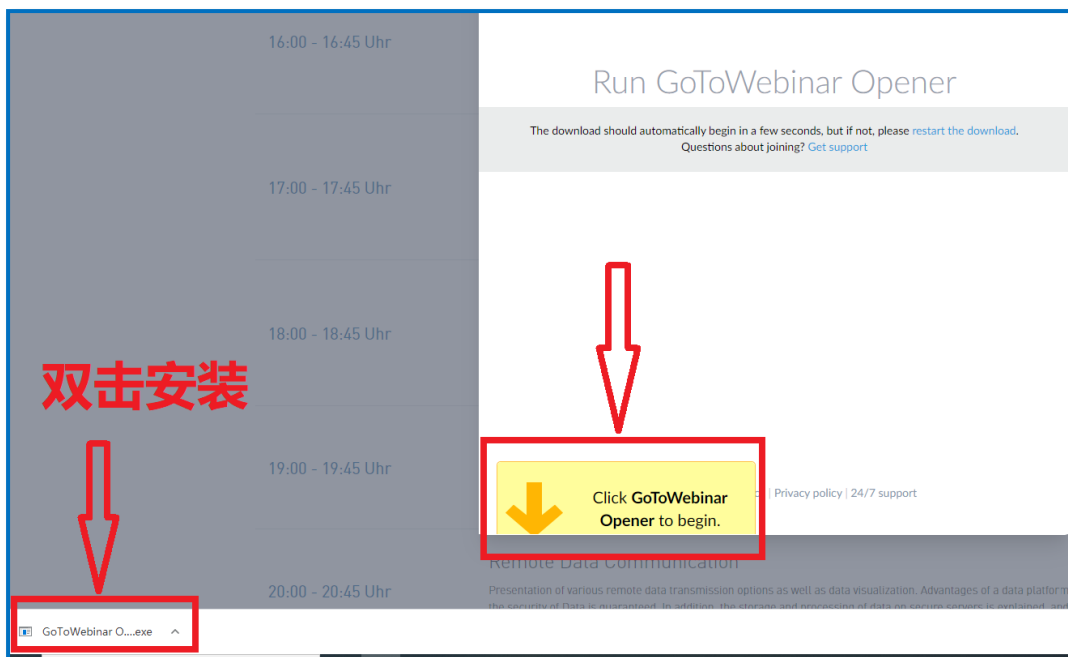 16:00 - 16:45 Uhr
Run GoToWebinar Opener
The download should automatically begin in a few seconds, but if not, please restart the download.
Questions about joining? Get support
17:00 - 17:45 Uhr
18:00 - 18:45 Uhr
双击安装
19:00 - 19:45 Uhr
Click GoToWebinar
Opener to begin.
| Privacy policy | 24/7 support
Remote Data Communication
20:00 - 20:45 Uhr
Presentation of various remote data transmission options as well as data visualization. Advantages of a data platform
the security of Data is guaranteed. In addition, the storage and processing of data on secure servers is explained, and
GoToWebinar O....exe